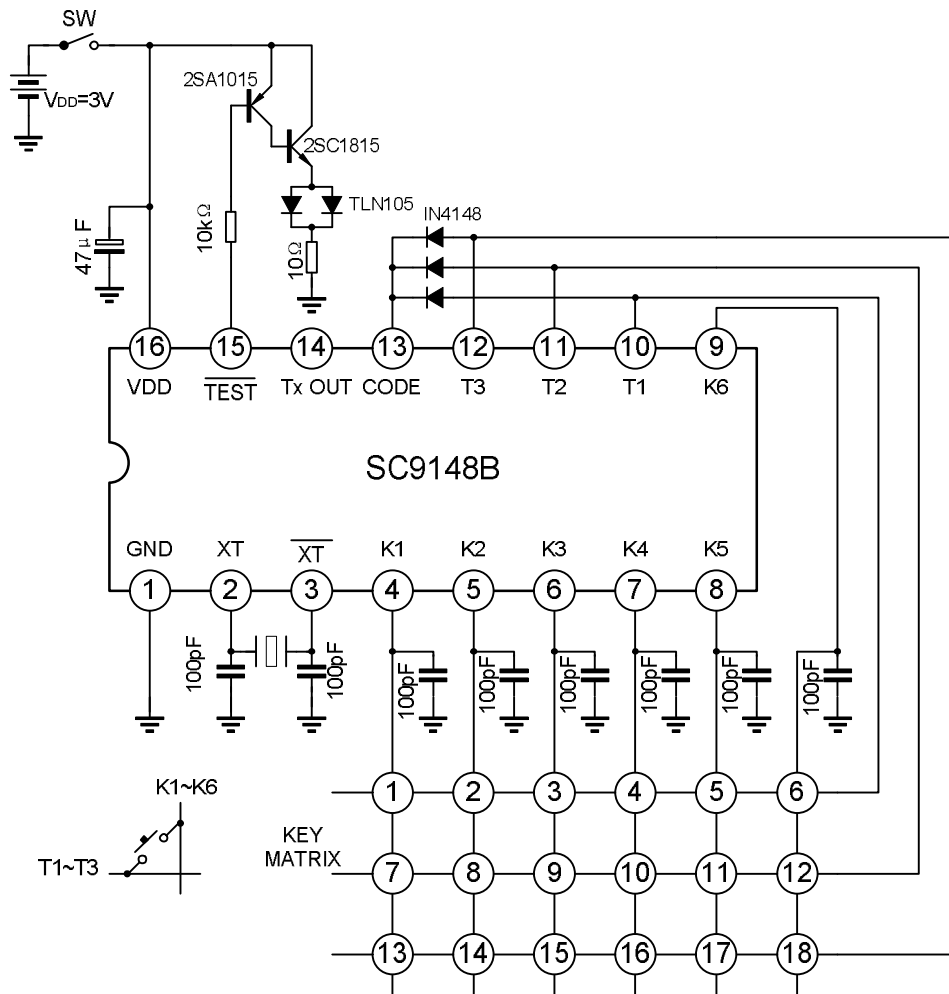 SW
VDD=3V
2SA1015
2SC1815
TLN105
IN4148
47μF
10kΩ
10Ω
16 15 14 13 12 11 10 9
VDD TEST Tx OUT CODE T3 T2 T1 K6
SC9148B
GND XT XT K1 K2 K3 K4 K5
1 2 3 4 5 6 7 8
100pF 100pF 100pF 100pF 100pF 100pF 100pF 100pF
K1~K6
T1~T3
KEY
MATRIX
1 2 3 4 5 6
7 8 9 10 11 12
13 14 15 16 17 18